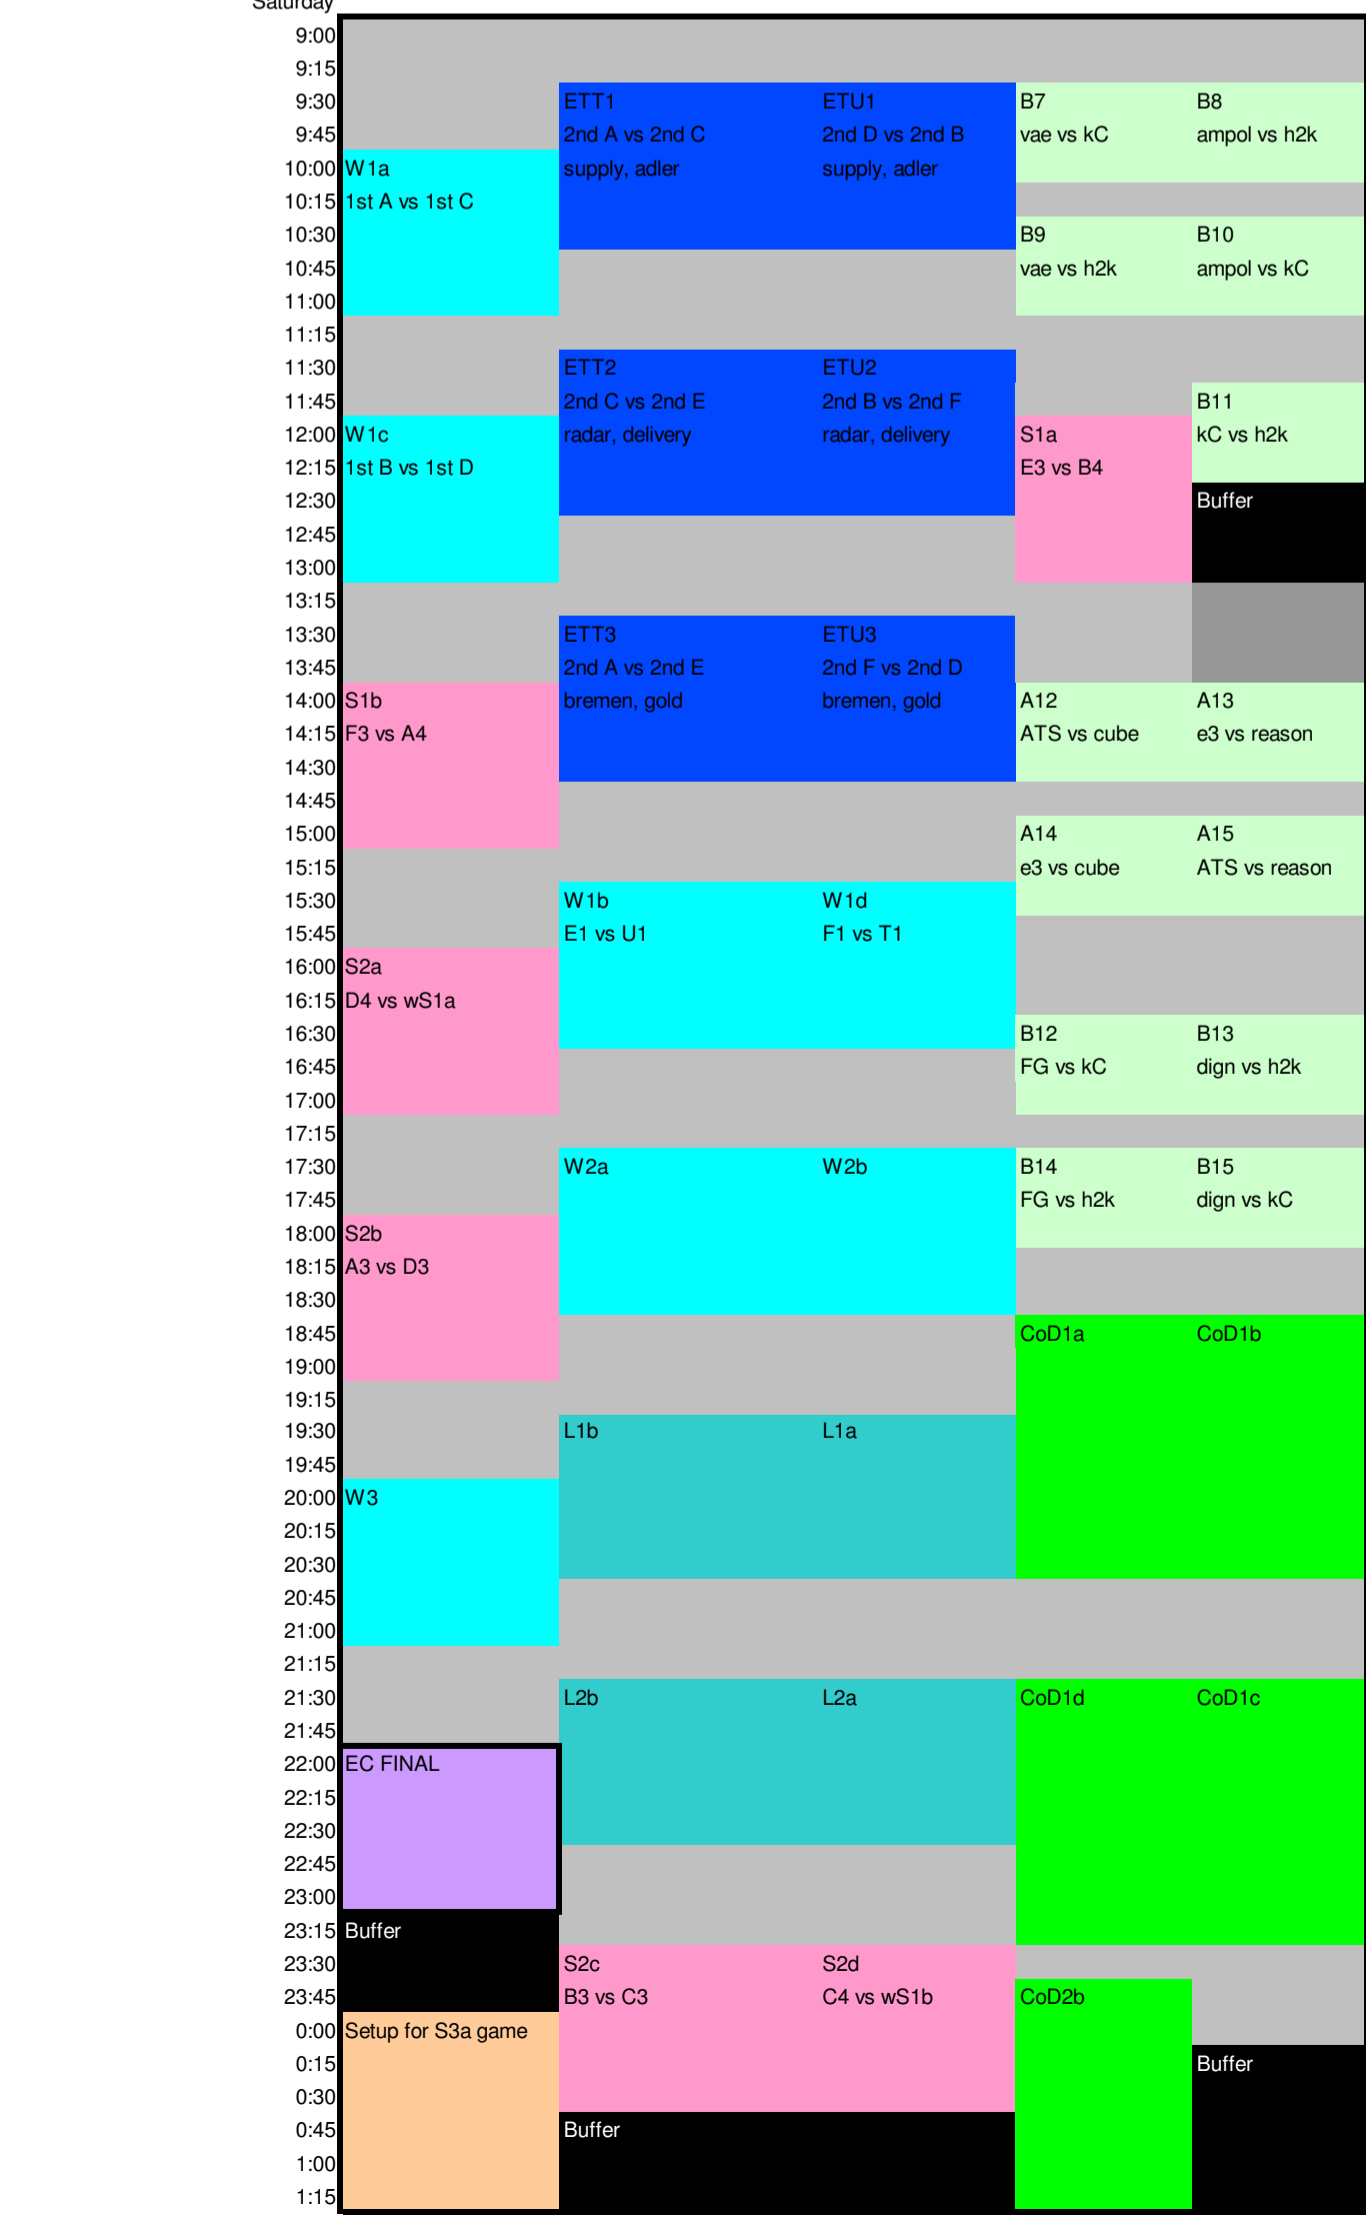 Saturday
9:00
9:15
9:30 ETT1 ETU1 B7 B8
9:45 2nd A vs 2nd C 2nd D vs 2nd B vae vs kC ampol vs h2k
10:00 W1a supply, adler supply, adler
10:15 1st A vs 1st C
10:30 B9 B10
10:45 vae vs h2k ampol vs kC
11:00
11:15
11:30 ETT2 ETU2
11:45 2nd C vs 2nd E 2nd B vs 2nd F B11
12:00 W1c radar, delivery radar, delivery S1a kC vs h2k
12:15 1st B vs 1st D E3 vs B4
12:30 Buffer
12:45
13:00
13:15
13:30 ETT3 ETU3
13:45 2nd A vs 2nd E 2nd F vs 2nd D
14:00 S1b bremen, gold bremen, gold A12 A13
14:15 F3 vs A4 ATS vs cube e3 vs reason
14:30
14:45
15:00 A14 A15
15:15 e3 vs cube ATS vs reason
15:30 W1b W1d
15:45 E1 vs U1 F1 vs T1
16:00 S2a
16:15 D4 vs wS1a
16:30 B12 B13
16:45 FG vs kC dign vs h2k
17:00
17:15
17:30 W2a W2b B14 B15
17:45 FG vs h2k dign vs kC
18:00 S2b
18:15 A3 vs D3
18:30
18:45 CoD1a CoD1b
19:00
19:15
19:30 L1b L1a
19:45
20:00 W3
20:15
20:30
20:45
21:00
21:15
21:30 L2b L2a CoD1d CoD1c
21:45
22:00 EC FINAL
22:15
22:30
22:45
23:00
23:15 Buffer
23:30 S2c S2d
23:45 B3 vs C3 C4 vs wS1b CoD2b
0:00 Setup for S3a game
0:15 Buffer
0:30
0:45 Buffer
1:00
1:15